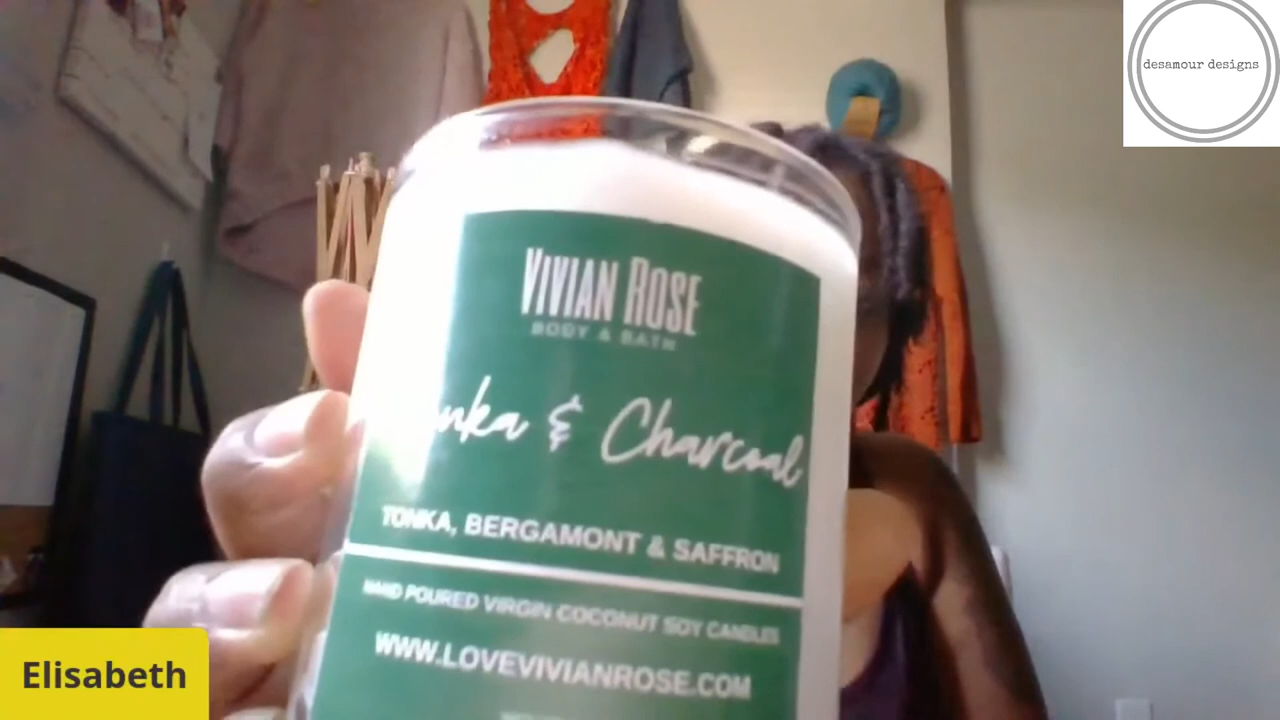 desamour designs
VIVIAN ROSE
BODY & BATH
nka & Charcoal
TONKA, BERGAMONT & SAFFRON
HAND POURED VIRGIN COCONUT SOY CANDLES
WWW.LOVEVIVIANROSE.COM
Elisabeth